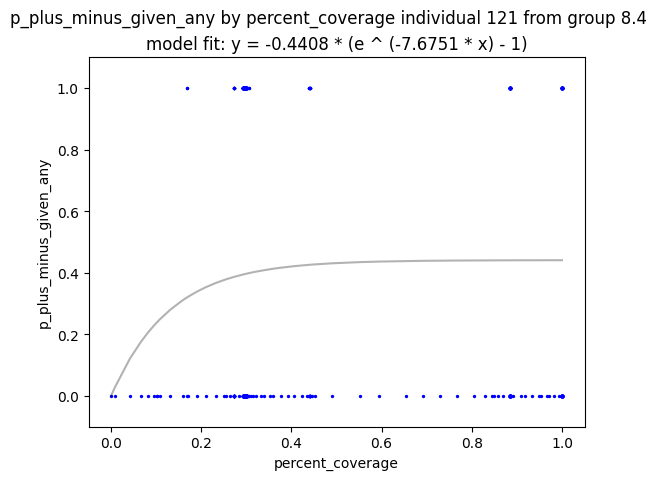 p_plus_minus_given_any by percent_coverage individual 121 from group 8.4
model fit: y = -0.4408 * (e ^ (-7.6751 * x) - 1)
1.0
0.8
0.6
0.4
0.2
0.0
p_plus_minus_given_any
0.0 0.2 0.4 0.6 0.8 1.0
percent_coverage